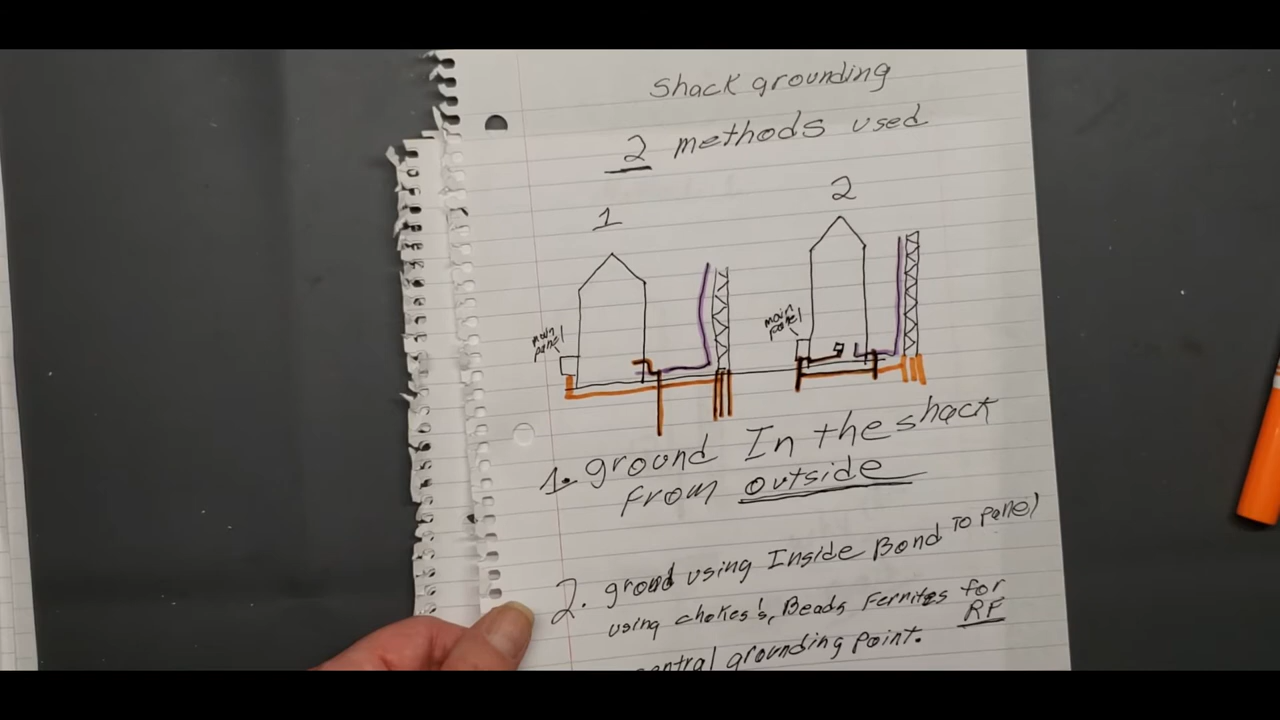 Shack grounding
2 methods used
1
2
main
panel
main
panel
1. ground In the shack
from outside
2. ground using Inside Bond To Panel
using chokes's, Beads Ferrites for
RF
central grounding Point.